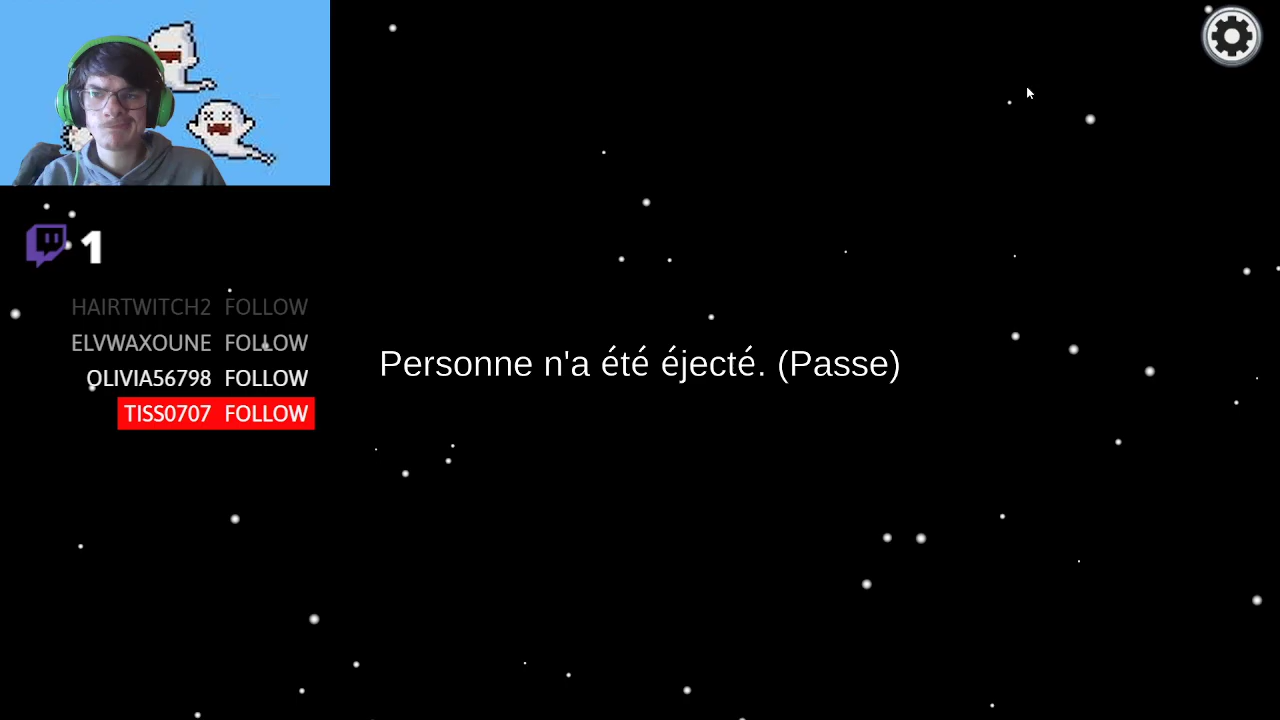 1
HAIRTWITCH2 FOLLOW
ELVWAXOUNE FOLLOW
OLIVIA56798 FOLLOW
TISS0707 FOLLOW
Personne n'a été éjecté. (Passe)